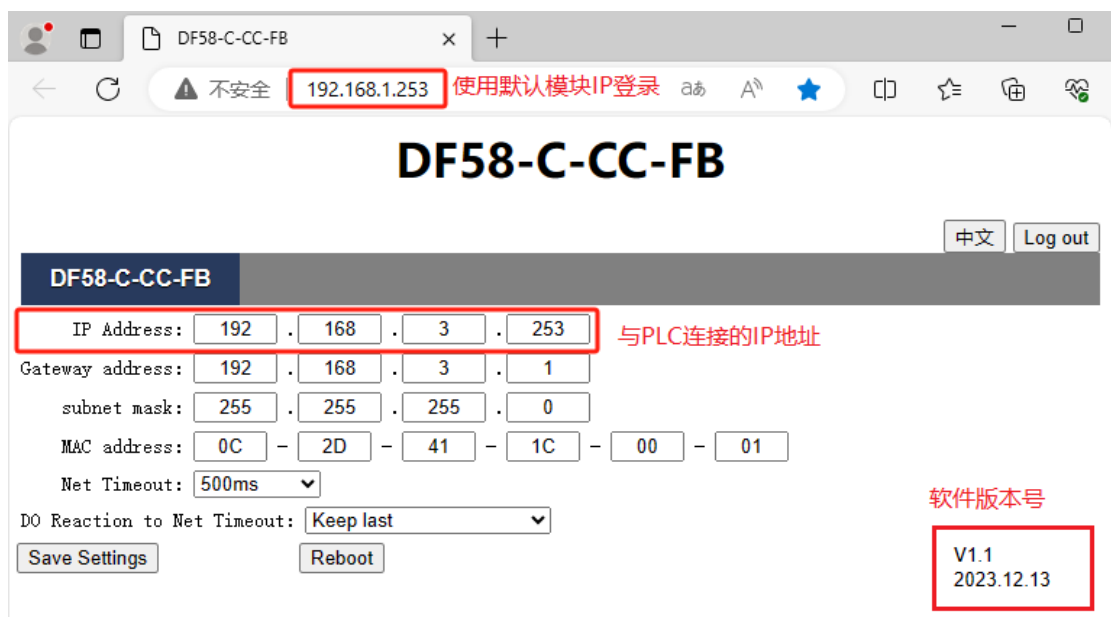 DF58-C-CC-FB
不安全 192.168.1.253 使用默认模块IP登录 aあ A
DF58-C-CC-FB
中文 Log out
DF58-C-CC-FB
IP Address: 192 . 168 . 3 . 253 与PLC连接的IP地址
Gateway address: 192 . 168 . 3 . 1
subnet mask: 255 . 255 . 255 . 0
MAC address: 0C - 2D - 41 - 1C - 00 - 01
Net Timeout: 500ms
软件版本号
DO Reaction to Net Timeout: Keep last
Save Settings Reboot
V1.1
2023.12.13